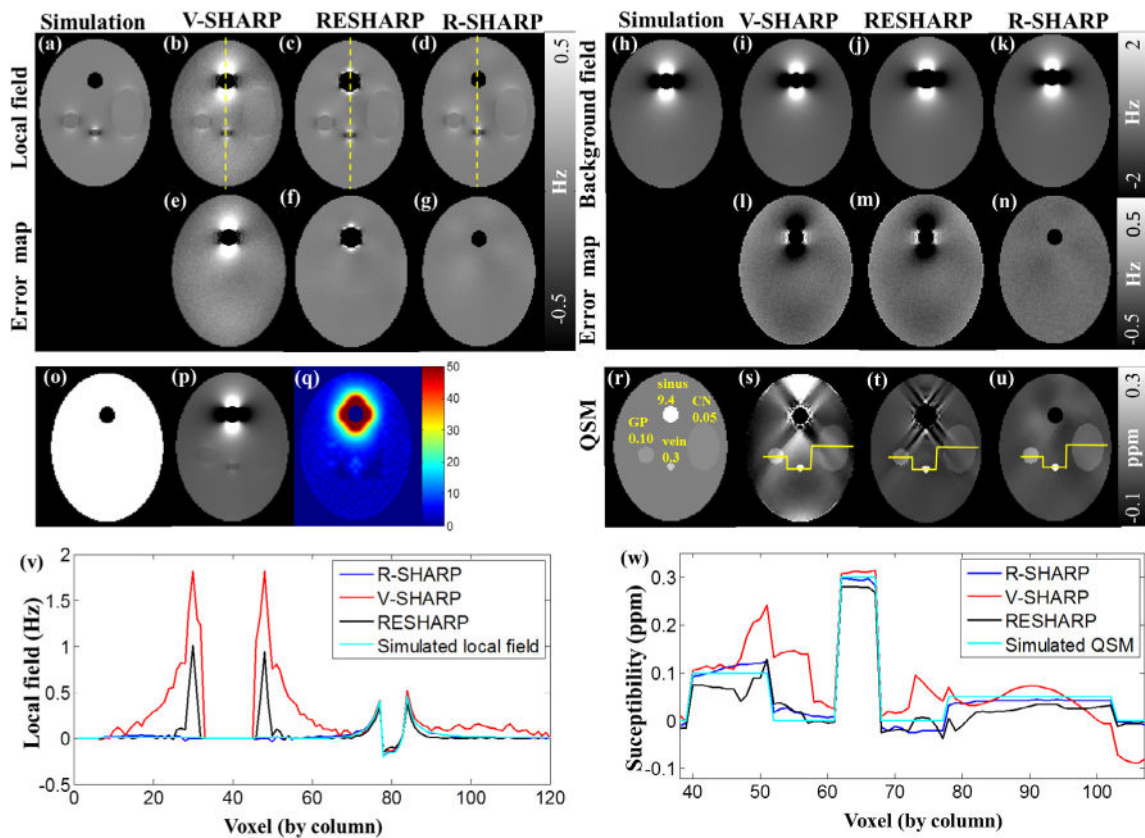 Simulation V-SHARP RESHARP R-SHARP
(a) (b) (c) (d)
Local field
0.5
Hz
-0.5
(e) (f) (g)
Error map
V-SHARP RESHARP R-SHARP
Simulation
(h) (i) (j) (k)
Background field
2
Hz
-2
(l) (m) (n)
Error map
0.5
Hz
-0.5
(o) (p) (q)
50
40
30
20
10
0
QSM
(r) (s) (t) (u)
sinus
9.4
CN
0.05
GP
0.10
vein
0.3
0.3
ppm
-0.1
(v)
Local field (Hz)
2
1.5
1
0.5
0
-0.5
R-SHARP
V-SHARP
RESHARP
Simulated local field
0 20 40 60 80 100 120
Voxel (by column)
(w)
Suceptibility (ppm)
0.3
0.2
0.1
0
-0.1
R-SHARP
V-SHARP
RESHARP
Simulated QSM
40 50 60 70 80 90 100
Voxel (by column)